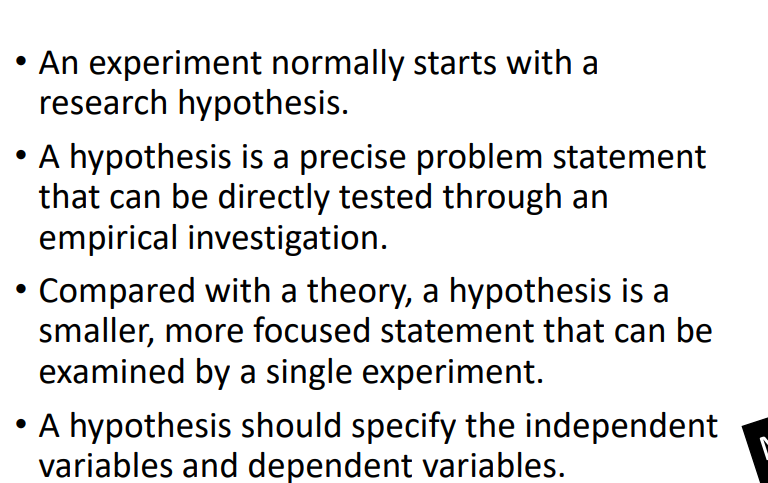 • An experiment normally starts with a
research hypothesis.
• A hypothesis is a precise problem statement
that can be directly tested through an
empirical investigation.
• Compared with a theory, a hypothesis is a
smaller, more focused statement that can be
examined by a single experiment.
• A hypothesis should specify the independent
variables and dependent variables.